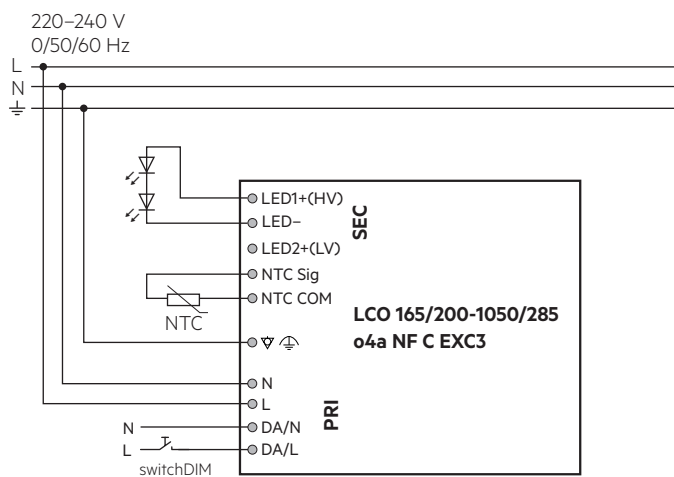 220–240 V
0/50/60 Hz
L
N
LED1+(HV)
LED–
SEC
LED2+(LV)
NTC Sig
NTC COM
NTC
LCO 165/200-1050/285
o4a NF C EXC3
N
L
PRI
N
DA/N
L
DA/L
switchDIM